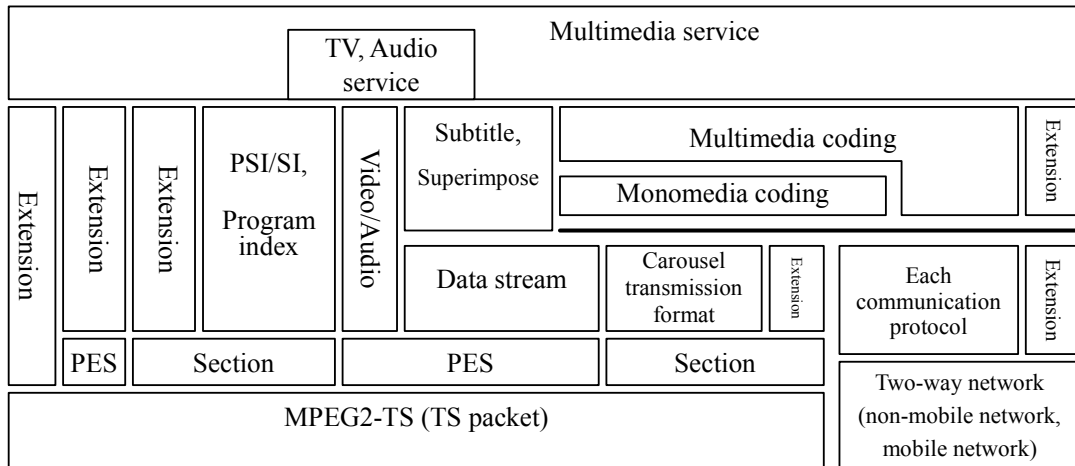 Multimedia service
TV, Audio
service
Extension
Extension
Extension
PSI/SI,
Program
index
Video/Audio
Subtitle,
Superimpose
Multimedia coding
Monomedia coding
Extension
Data stream
Carousel
transmission
format
Extension
Each
communication
protocol
Extension
PES
Section
PES
Section
MPEG2-TS (TS packet)
Two-way network
(non-mobile network,
mobile network)